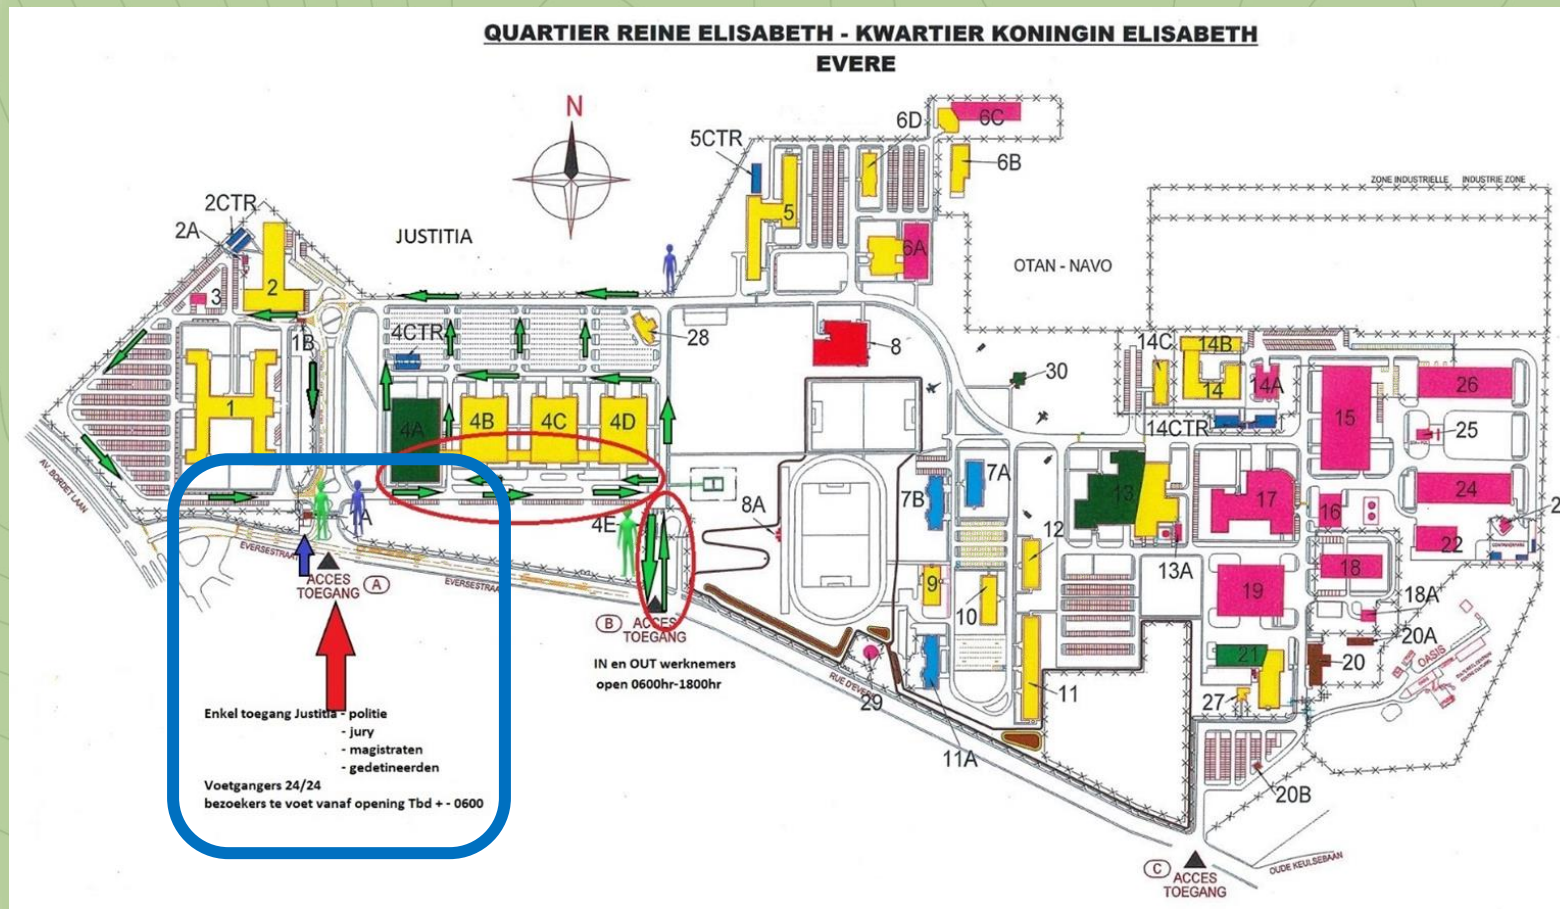 QUARTIER REINE ELISABETH - KWARTIER KONINGIN ELISABETH
EVERE
N
6D
6C
5CTR
6B
ZONE INDUSTRIELLE INDUSTRIE ZONE
2CTR
2A
JUSTITIA
5
6A
OTAN - NAVO
2
3
1B
4CTR
28
8
14C
14B
30
14
14A
15
26
1
4A
4B
4C
4D
14CTR
25
7A
7B
13
17
24
16
AV. BORDET LAAN
8A
4E
12
22
13A
18
EVERSESTRAAT
EVERSESTRAAT
ACCES
TOEGANG
A
9
10
19
18A
B
ACCES
TOEGANG
20A
21
20
OASIS
IN en OUT werknemers
open 0600hr-1800hr
RUE D'EVERE
29
11
27
11A
Enkel toegang Justitia - politie
- jury
- magistraten
- gedetineerden
Voetgangers 24/24
bezoekers te voet vanaf opening Tbd + - 0600
20B
C
ACCES
TOEGANG
OUDE KEULSEBAAN